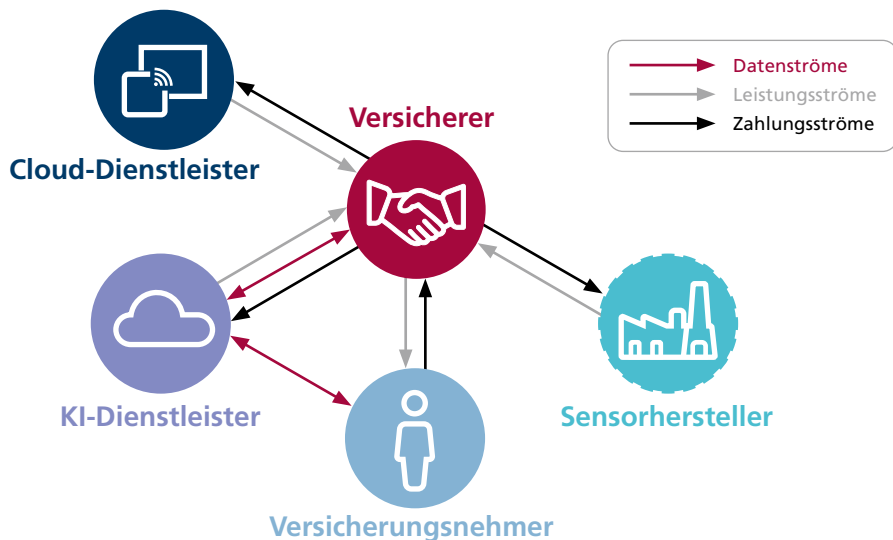 Datenströme
Leistungsströme
Zahlungsströme
Versicherer
Cloud-Dienstleister
KI-Dienstleister
Sensorhersteller
Versicherungsnehmer